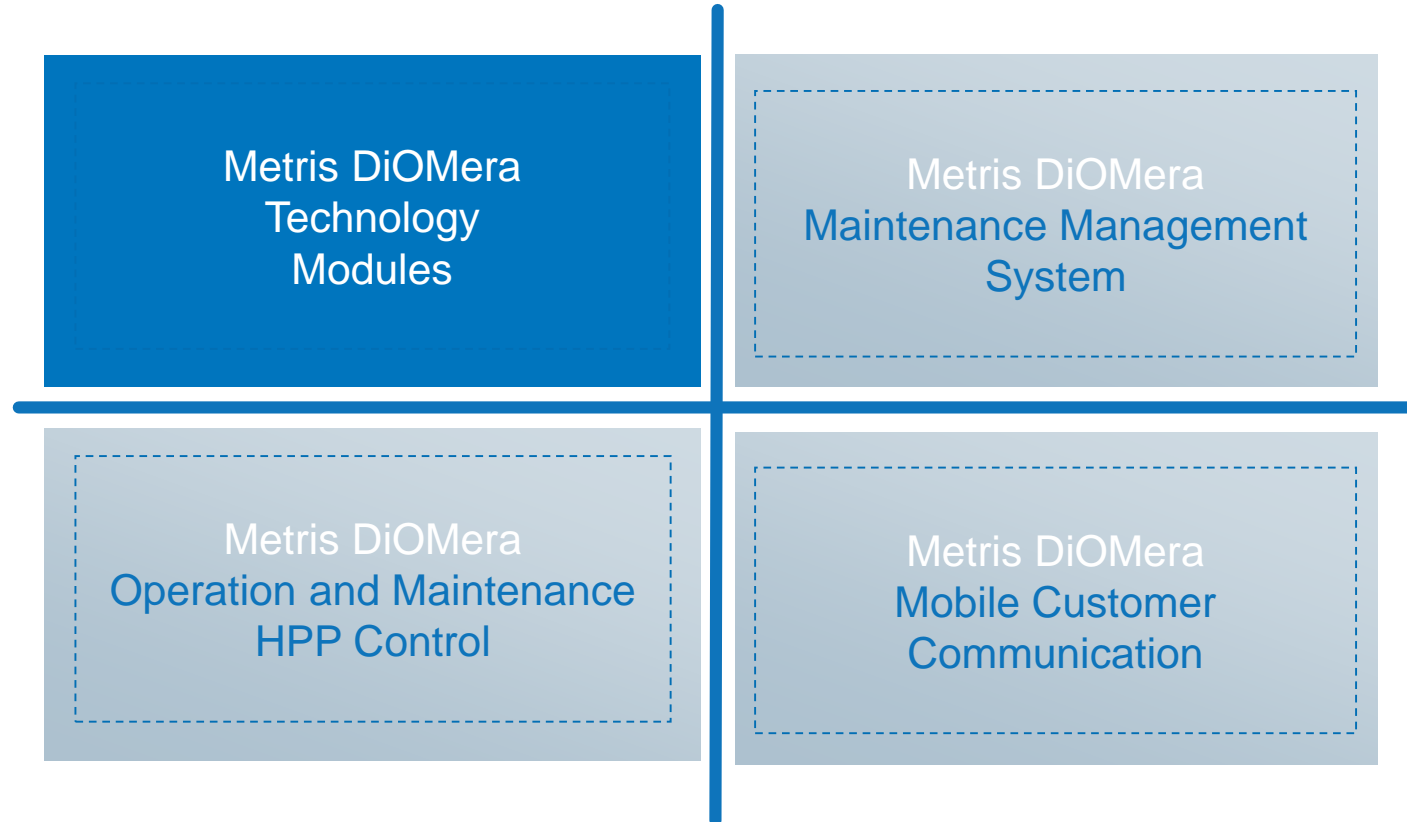 Metris DiOMera
Technology
Modules
Metris DiOMera
Maintenance Management
System
Metris DiOMera
Operation and Maintenance
HPP Control
Metris DiOMera
Mobile Customer
Communication